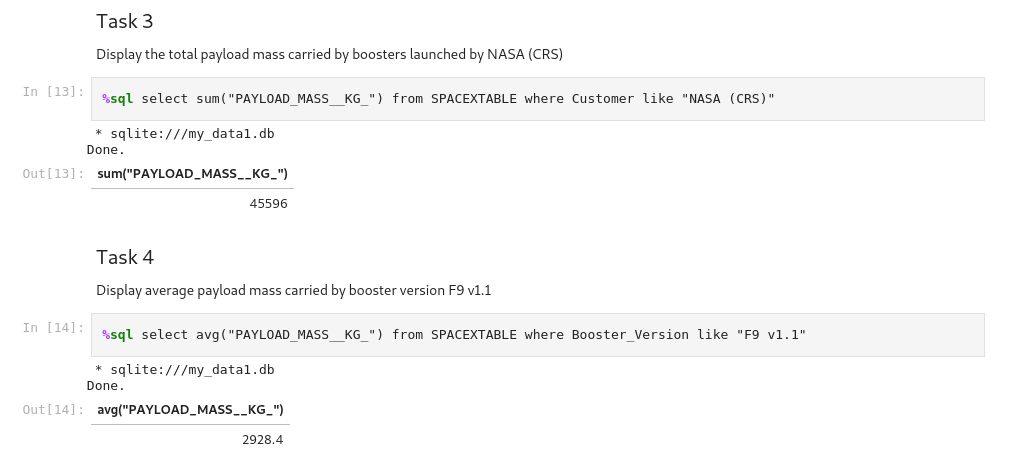 Task 3
Display the total payload mass carried by boosters launched by NASA (CRS)
In [13]: %sql select sum("PAYLOAD_MASS__KG_") from SPACEXTABLE where Customer like "NASA (CRS)"
* sqlite:///my_data1.db
Done.
Out[13]: sum("PAYLOAD_MASS__KG_")
45596
Task 4
Display average payload mass carried by booster version F9 v1.1
In [14]: %sql select avg("PAYLOAD_MASS__KG_") from SPACEXTABLE where Booster_Version like "F9 v1.1"
* sqlite:///my_data1.db
Done.
Out[14]: avg("PAYLOAD_MASS__KG_")
2928.4